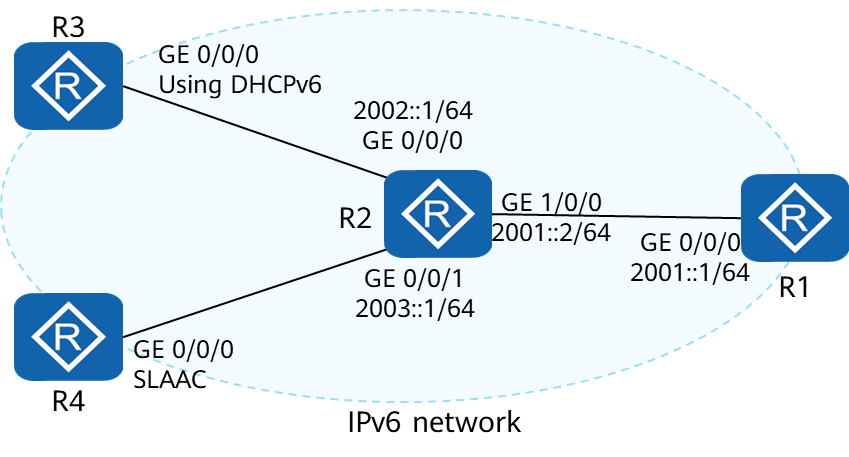 R3
GE 0/0/0
Using DHCPv6
2002::1/64
GE 0/0/0
R
R
R2
GE 1/0/0
2001::2/64
R
GE 0/0/0
2001::1/64
R1
GE 0/0/1
2003::1/64
R
GE 0/0/0
SLAAC
R4
IPv6 network